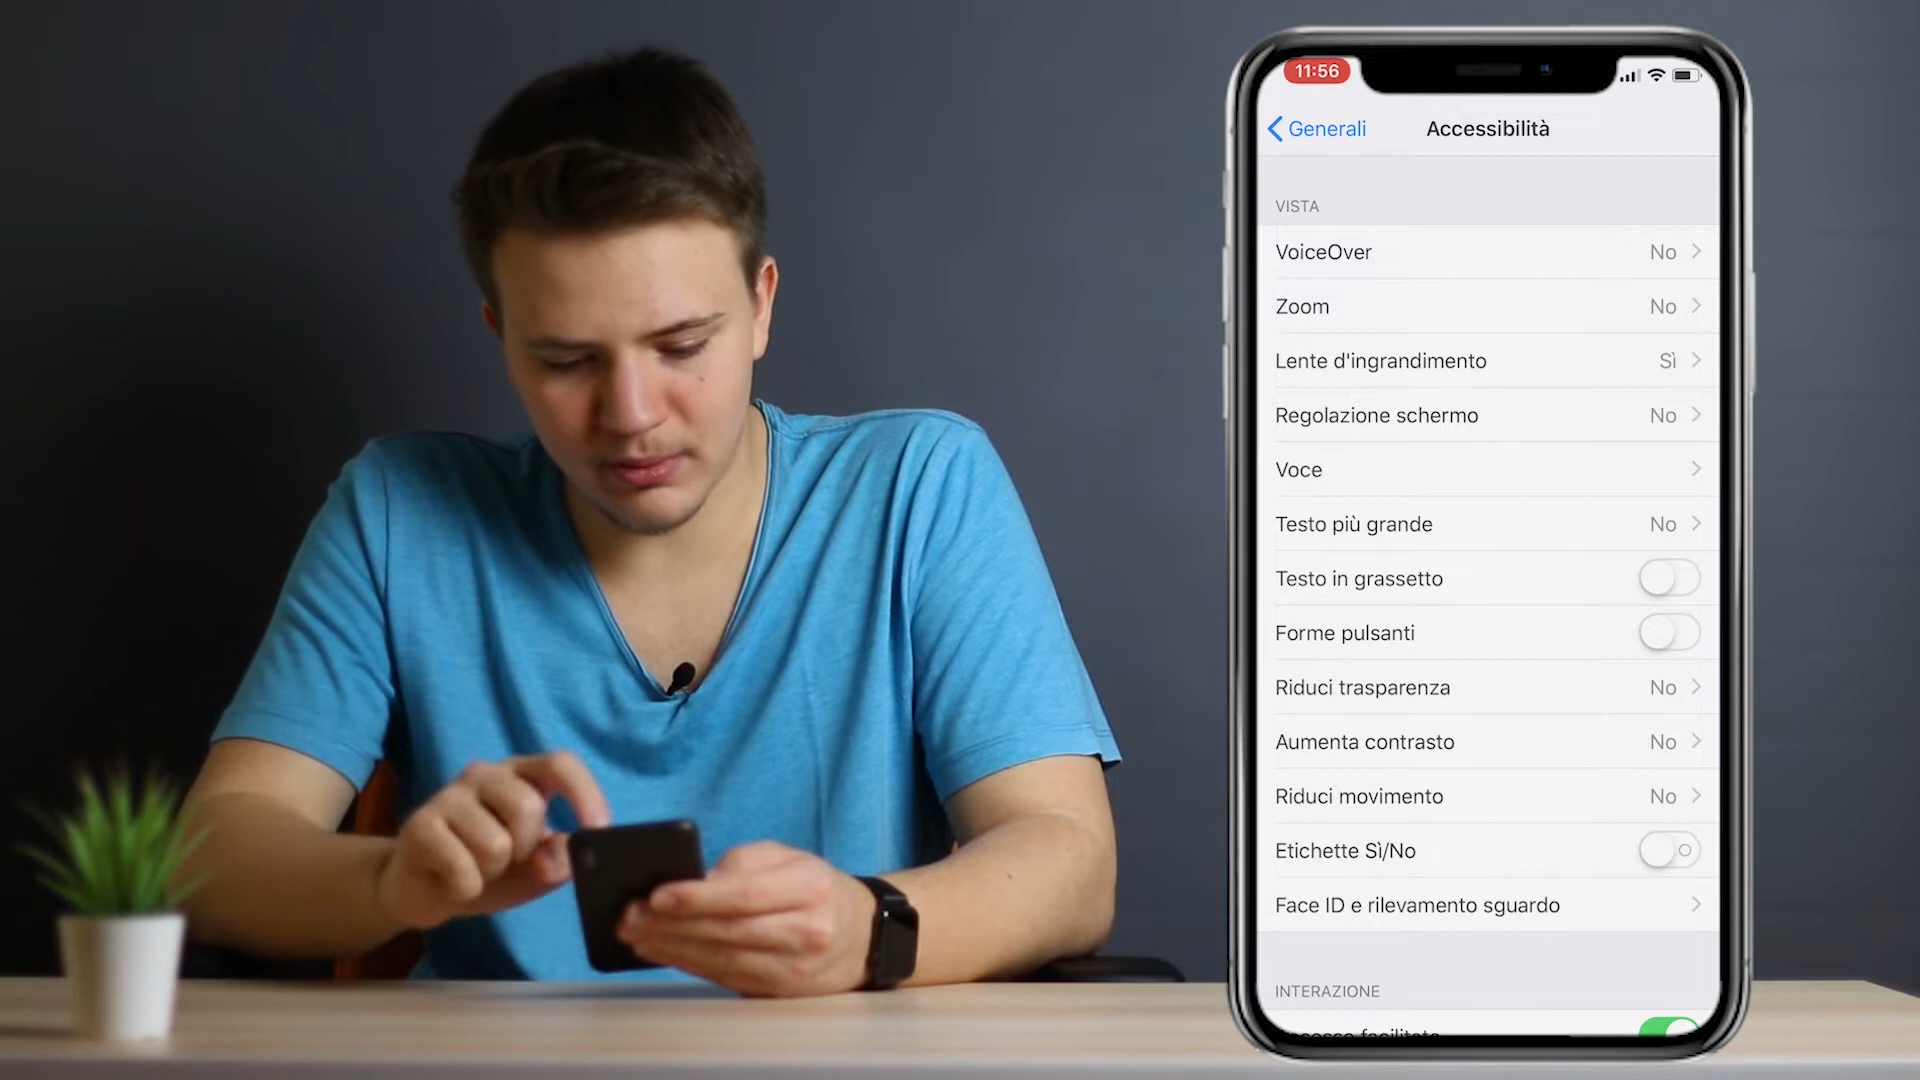 11:56
Generali
Accessibilità
VISTA
VoiceOver No
Zoom No
Lente d'ingrandimento Sì
Regolazione schermo No
Voce
Testo più grande No
Testo in grassetto
Forme pulsanti
Riduci trasparenza No
Aumenta contrasto No
Riduci movimento No
Etichette Sì/No
Face ID e rilevamento sguardo
INTERAZIONE